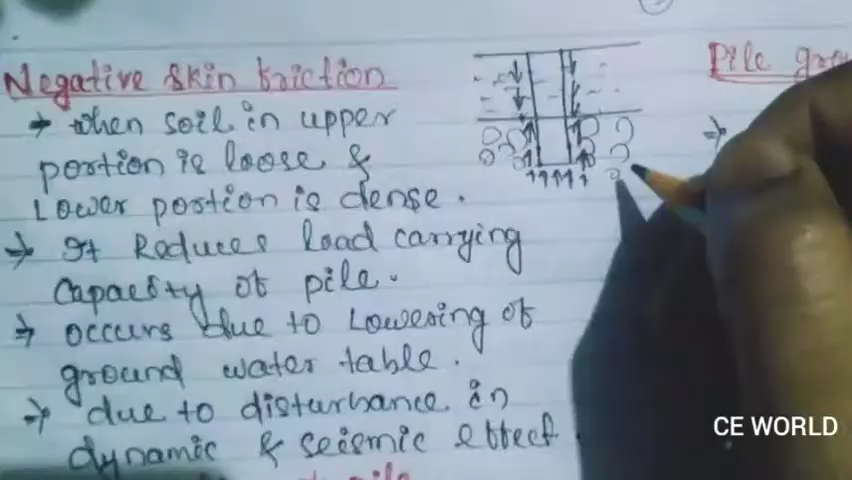 Negative Skin friction
→ when soil in upper
portion is loose &
Lower portion is dense.
⇒ It Reduces load carrying
Capacity of pile.
⇒ occurs due to Lowering of
ground water table.
⇒ due to disturbance in
dynamic & seismic effect.
pile
Pile
⇒
CE WORLD